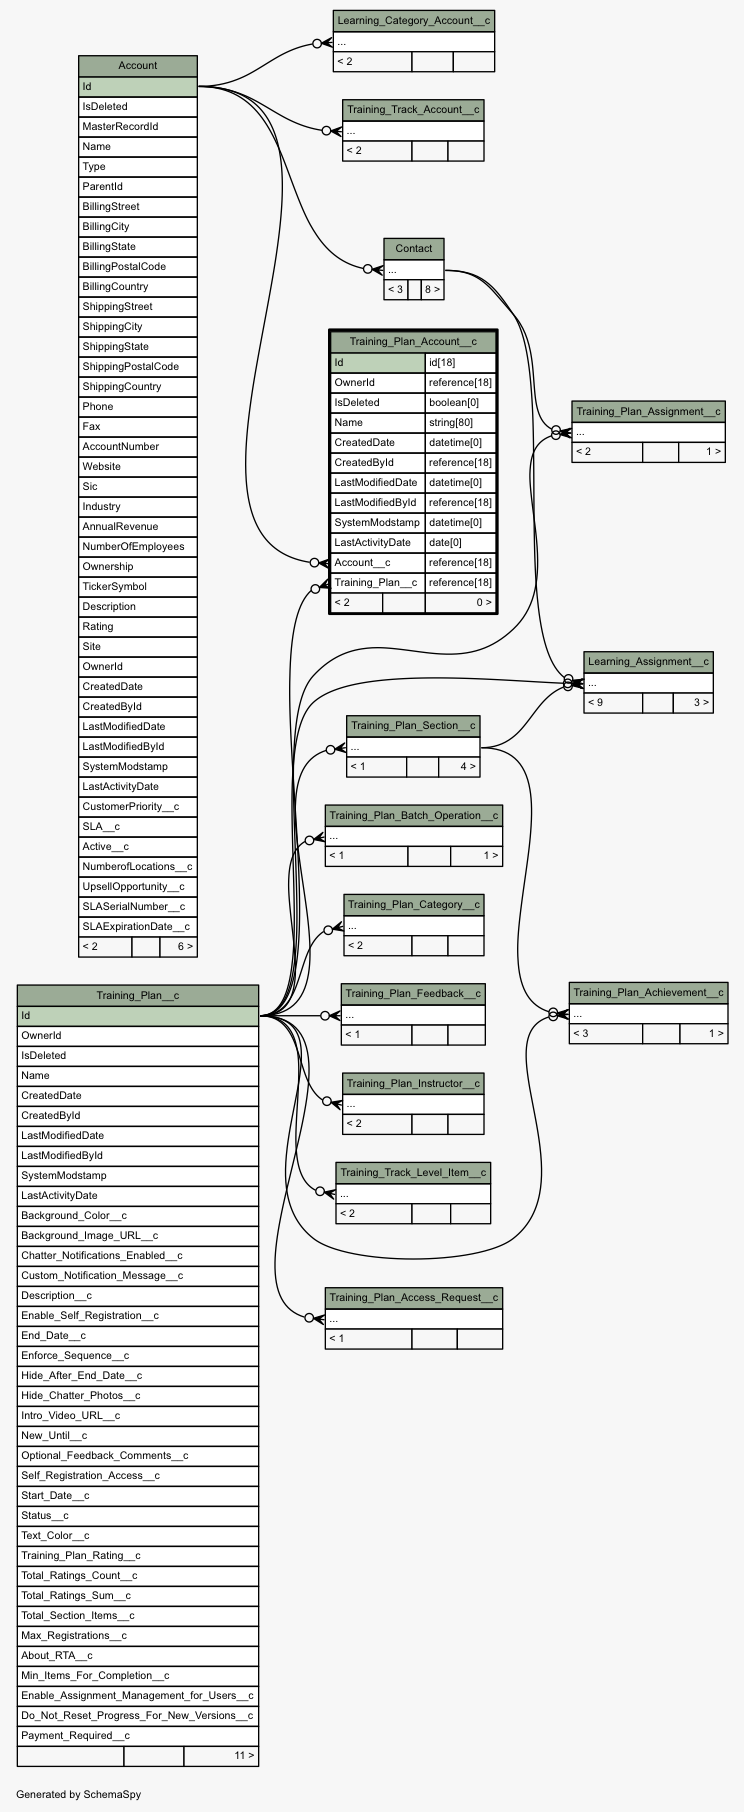 Learning_Category_Account__c
...
< 2
Account
Id
IsDeleted
MasterRecordId
Name
Type
ParentId
BillingStreet
BillingCity
BillingState
BillingPostalCode
BillingCountry
ShippingStreet
ShippingCity
ShippingState
ShippingPostalCode
ShippingCountry
Phone
Fax
AccountNumber
Website
Sic
Industry
AnnualRevenue
NumberOfEmployees
Ownership
TickerSymbol
Description
Rating
Site
OwnerId
CreatedDate
CreatedById
LastModifiedDate
LastModifiedById
SystemModstamp
LastActivityDate
CustomerPriority__c
SLA__c
Active__c
NumberofLocations__c
UpsellOpportunity__c
SLASerialNumber__c
SLAExpirationDate__c
< 2 6 >
Training_Track_Account__c
...
< 2
Contact
...
< 3 8 >
Training_Plan_Account__c
Id id[18]
OwnerId reference[18]
IsDeleted boolean[0]
Name string[80]
CreatedDate datetime[0]
CreatedById reference[18]
LastModifiedDate datetime[0]
LastModifiedById reference[18]
SystemModstamp datetime[0]
LastActivityDate date[0]
Account__c reference[18]
Training_Plan__c reference[18]
< 2 0 >
Training_Plan_Assignment__c
...
< 2 1 >
Learning_Assignment__c
...
< 9 3 >
Training_Plan_Section__c
...
< 1 4 >
Training_Plan_Batch_Operation__c
...
< 1 1 >
Training_Plan_Category__c
...
< 2
Training_Plan_Feedback__c
...
< 1
Training_Plan_Achievement__c
...
< 3 1 >
Training_Plan_Instructor__c
...
< 2
Training_Track_Level_Item__c
...
< 2
Training_Plan_Access_Request__c
...
< 1
Training_Plan__c
Id
OwnerId
IsDeleted
Name
CreatedDate
CreatedById
LastModifiedDate
LastModifiedById
SystemModstamp
LastActivityDate
Background_Color__c
Background_Image_URL__c
Chatter_Notifications_Enabled__c
Custom_Notification_Message__c
Description__c
Enable_Self_Registration__c
End_Date__c
Enforce_Sequence__c
Hide_After_End_Date__c
Hide_Chatter_Photos__c
Intro_Video_URL__c
New_Until__c
Optional_Feedback_Comments__c
Self_Registration_Access__c
Start_Date__c
Status__c
Text_Color__c
Training_Plan_Rating__c
Total_Ratings_Count__c
Total_Ratings_Sum__c
Total_Section_Items__c
Max_Registrations__c
About_RTA__c
Min_Items_For_Completion__c
Enable_Assignment_Management_for_Users__c
Do_Not_Reset_Progress_For_New_Versions__c
Payment_Required__c
11 >
Generated by SchemaSpy